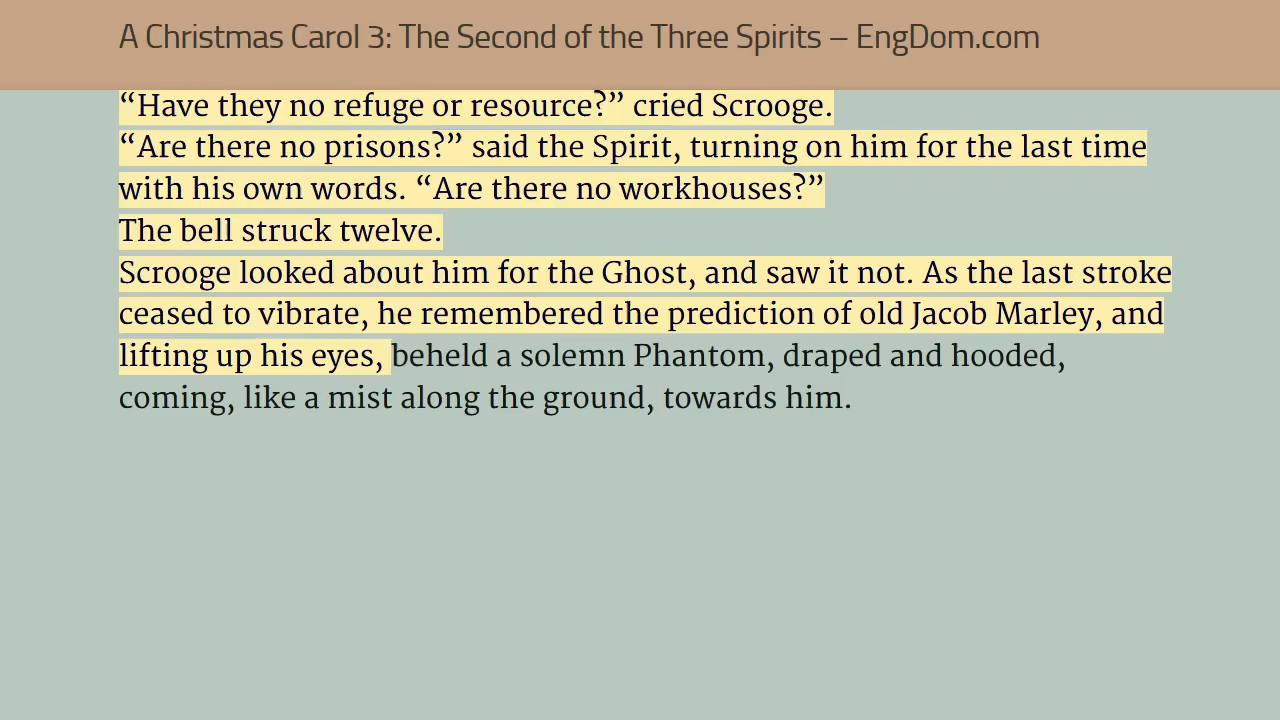 A Christmas Carol 3: The Second of the Three Spirits – EngDom.com
“Have they no refuge or resource?” cried Scrooge.
“Are there no prisons?” said the Spirit, turning on him for the last time
with his own words. “Are there no workhouses?”
The bell struck twelve.
Scrooge looked about him for the Ghost, and saw it not. As the last stroke
ceased to vibrate, he remembered the prediction of old Jacob Marley, and
lifting up his eyes, beheld a solemn Phantom, draped and hooded,
coming, like a mist along the ground, towards him.